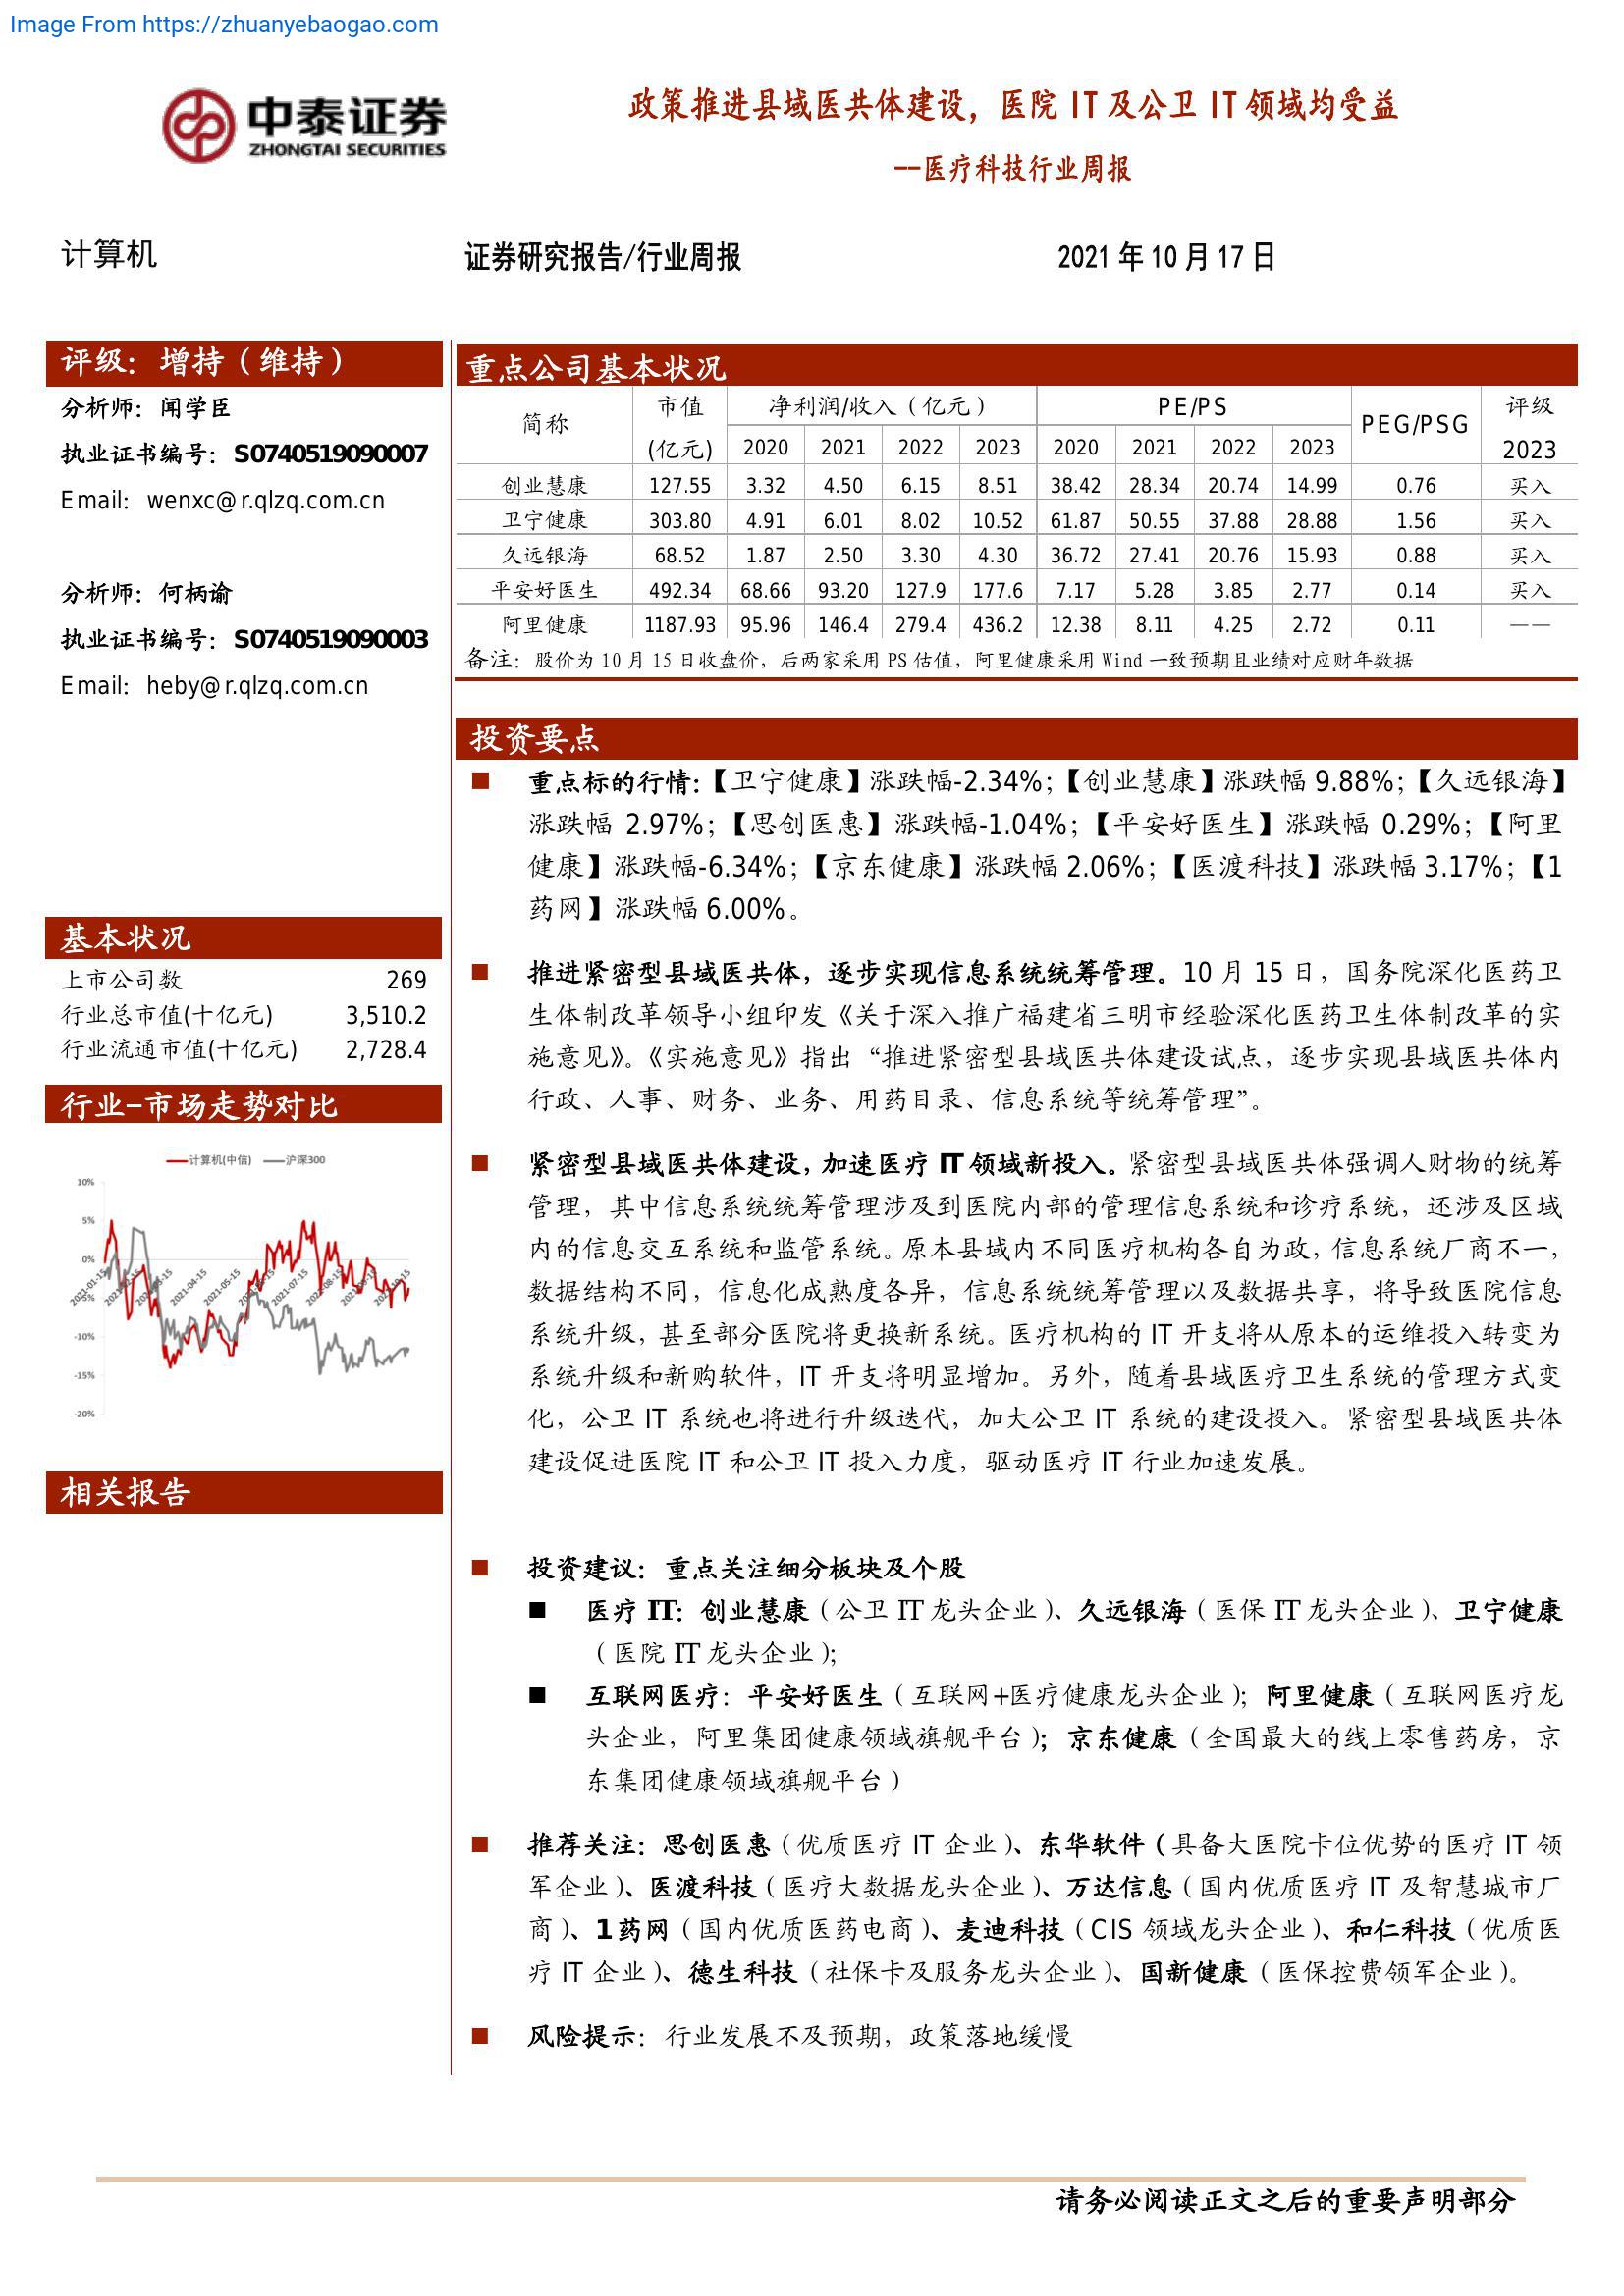 Image From https://zhuanyebaogao.com
中泰证券
ZHONGTAI SECURITIES
政策推进县域医共体建设，医院 IT 及公卫 IT 领域均受益
--医疗科技行业周报
计算机
证券研究报告/行业周报
2021 年 10 月 17 日
评级：增持（维持）
分析师：闻学臣
执业证书编号：S0740519090007
Email：wenxc@r.qlzq.com.cn
分析师：何柄谕
执业证书编号：S0740519090003
Email：heby@r.qlzq.com.cn
基本状况
上市公司数 269
行业总市值(十亿元) 3,510.2
行业流通市值(十亿元) 2,728.4
行业-市场走势对比
计算机(中信) 沪深300
10%
5%
0%
-5%
-10%
-15%
-20%
2021-01-15 2021-04-15 2021-05-15 2021-07-15
相关报告
重点公司基本状况
简称 市值 净利润/收入（亿元） PE/PS PEG/PSG 评级
(亿元) 2020 2021 2022 2023 2020 2021 2022 2023 2023
创业慧康 127.55 3.32 4.50 6.15 8.51 38.42 28.34 20.74 14.99 0.76 买入
卫宁健康 303.80 4.91 6.01 8.02 10.52 61.87 50.55 37.88 28.88 1.56 买入
久远银海 68.52 1.87 2.50 3.30 4.30 36.72 27.41 20.76 15.93 0.88 买入
平安好医生 492.34 68.66 93.20 127.9 177.6 7.17 5.28 3.85 2.77 0.14 买入
阿里健康 1187.93 95.96 146.4 279.4 436.2 12.38 8.11 4.25 2.72 0.11 ——
备注：股价为 10 月 15 日收盘价，后两家采用 PS 估值，阿里健康采用 Wind 一致预期且业绩对应财年数据
投资要点
重点标的行情：【卫宁健康】涨跌幅-2.34%；【创业慧康】涨跌幅 9.88%；【久远银海】
涨跌幅 2.97%；【思创医惠】涨跌幅-1.04%；【平安好医生】涨跌幅 0.29%；【阿里
健康】涨跌幅-6.34%；【京东健康】涨跌幅 2.06%；【医渡科技】涨跌幅 3.17%；【1
药网】涨跌幅 6.00%。
推进紧密型县域医共体，逐步实现信息系统统筹管理。10 月 15 日，国务院深化医药卫
生体制改革领导小组印发《关于深入推广福建省三明市经验深化医药卫生体制改革的实
施意见》。《实施意见》指出“推进紧密型县域医共体建设试点，逐步实现县域医共体内
行政、人事、财务、业务、用药目录、信息系统等统筹管理”。
紧密型县域医共体建设，加速医疗 IT 领域新投入。紧密型县域医共体强调人财物的统筹
管理，其中信息系统统筹管理涉及到医院内部的管理信息系统和诊疗系统，还涉及区域
内的信息交互系统和监管系统。原本县域内不同医疗机构各自为政，信息系统厂商不一，
数据结构不同，信息化成熟度各异，信息系统统筹管理以及数据共享，将导致医院信息
系统升级，甚至部分医院将更换新系统。医疗机构的 IT 开支将从原本的运维投入转变为
系统升级和新购软件，IT 开支将明显增加。另外，随着县域医疗卫生系统的管理方式变
化，公卫 IT 系统也将进行升级迭代，加大公卫 IT 系统的建设投入。紧密型县域医共体
建设促进医院 IT 和公卫 IT 投入力度，驱动医疗 IT 行业加速发展。
投资建议：重点关注细分板块及个股
医疗 IT：创业慧康（公卫 IT 龙头企业）、久远银海（医保 IT 龙头企业）、卫宁健康
（医院 IT 龙头企业）；
互联网医疗：平安好医生（互联网+医疗健康龙头企业）；阿里健康（互联网医疗龙
头企业，阿里集团健康领域旗舰平台）；京东健康（全国最大的线上零售药房，京
东集团健康领域旗舰平台）
推荐关注：思创医惠（优质医疗 IT 企业）、东华软件（具备大医院卡位优势的医疗 IT 领
军企业）、医渡科技（医疗大数据龙头企业）、万达信息（国内优质医疗 IT 及智慧城市厂
商）、1药网（国内优质医药电商）、麦迪科技（CIS 领域龙头企业）、和仁科技（优质医
疗 IT 企业）、德生科技（社保卡及服务龙头企业）、国新健康（医保控费领军企业）。
风险提示：行业发展不及预期，政策落地缓慢
请务必阅读正文之后的重要声明部分